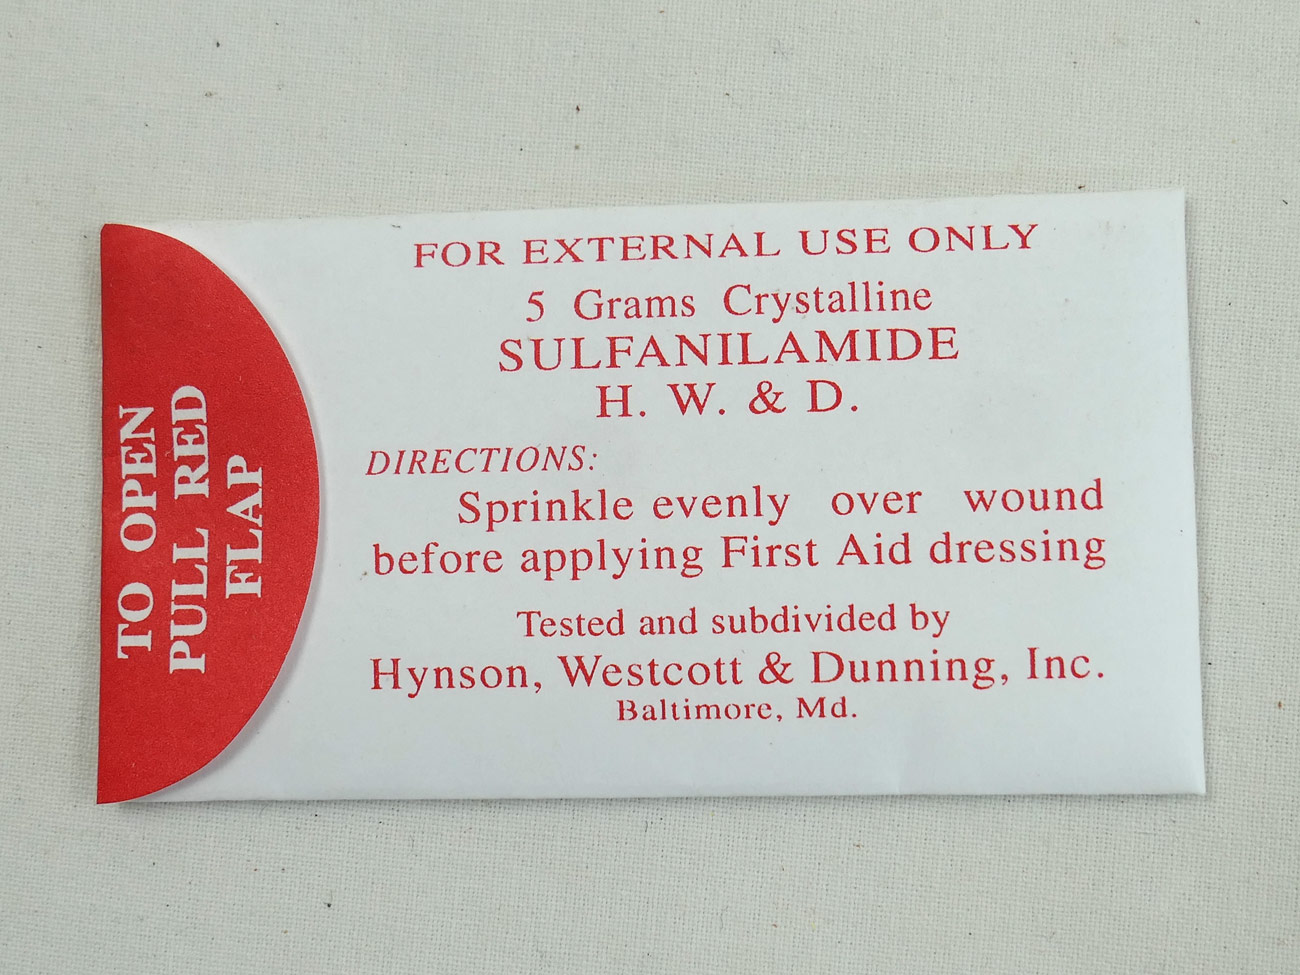 TO OPEN
PULL RED
FLAP
FOR EXTERNAL USE ONLY
5 Grams Crystalline
SULFANILAMIDE
H. W. & D.
DIRECTIONS:
Sprinkle evenly over wound
before applying First Aid dressing
Tested and subdivided by
Hynson, Westcott & Dunning, Inc.
Baltimore, Md.